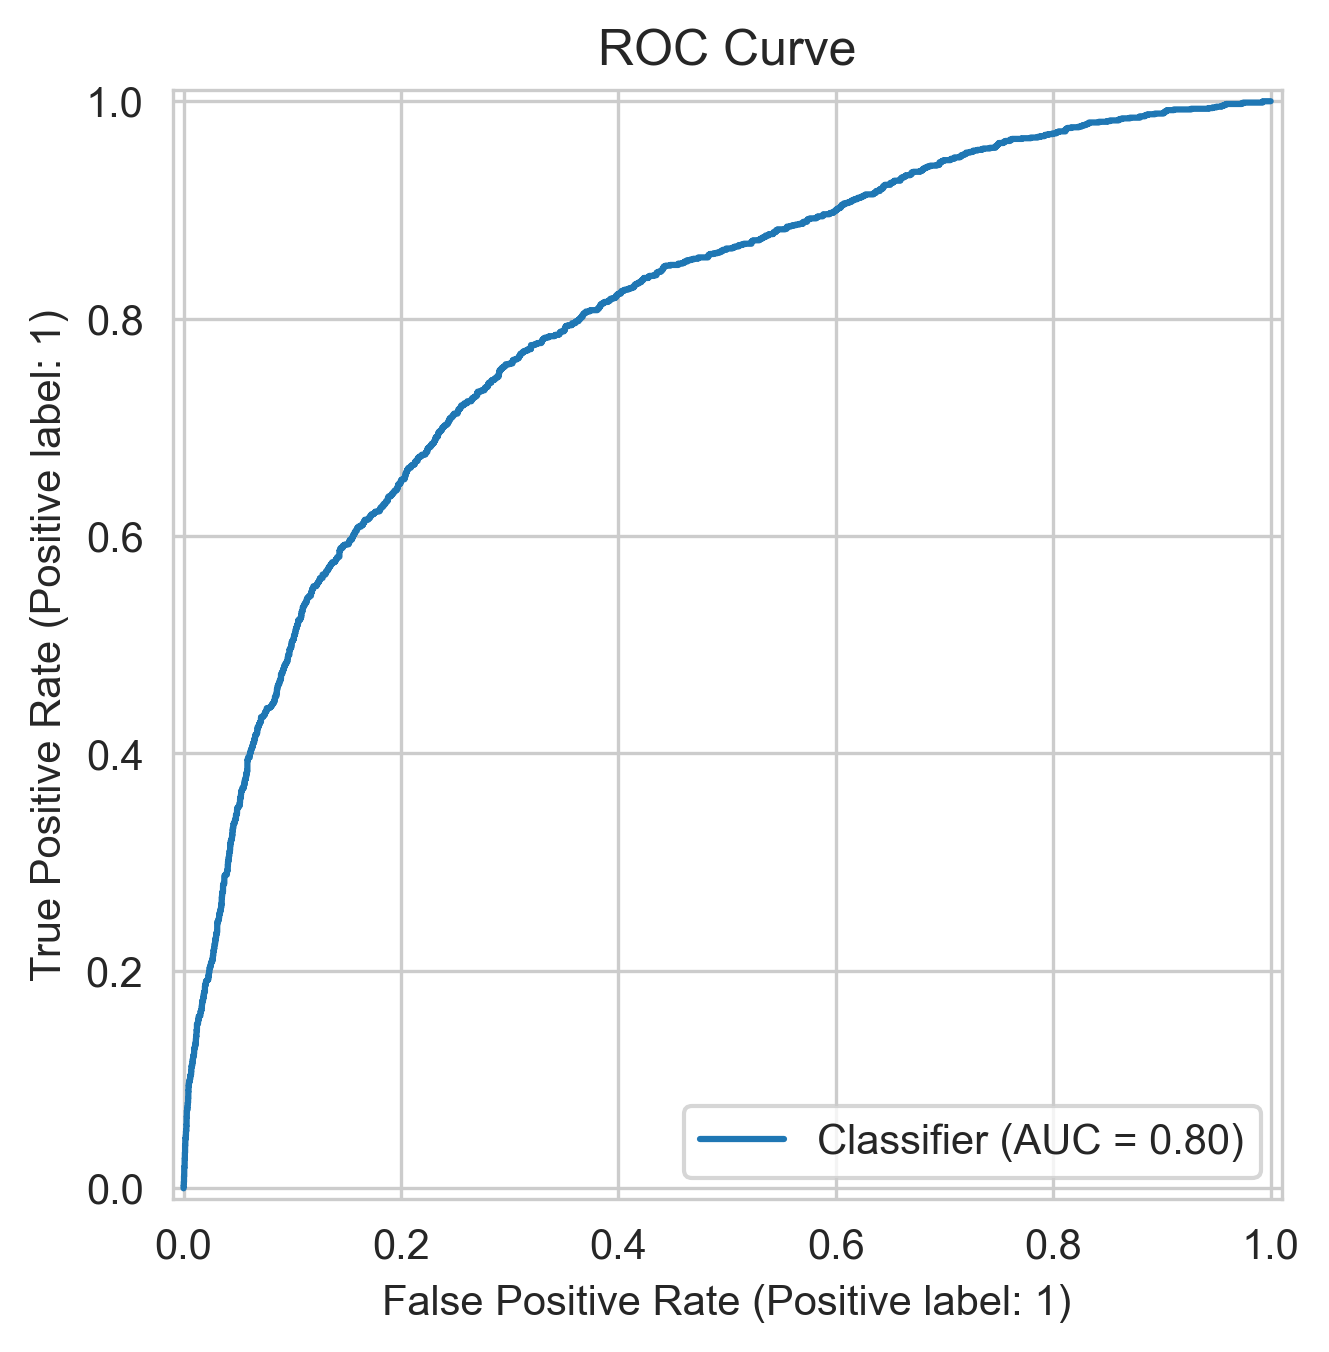 ROC Curve
1.0
0.8
0.6
0.4
0.2
0.0
True Positive Rate (Positive label: 1)
Classifier (AUC = 0.80)
0.0 0.2 0.4 0.6 0.8 1.0
False Positive Rate (Positive label: 1)